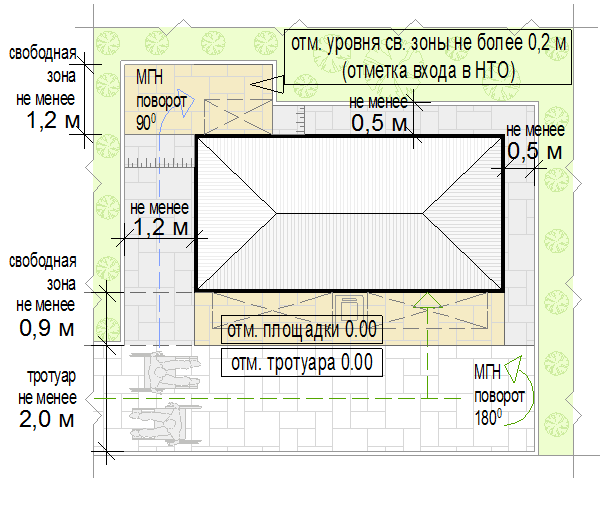 свободная
зона
не менее
1,2 м
МГН
поворот
90⁰
отм. уровня св. зоны не более 0,2 м
(отметка входа в НТО)
не менее
0,5 м
не менее
0,5 м
не менее
1,2 м
свободная
зона
не менее
0,9 м
отм. площадки 0.00
отм. тротуара 0.00
тротуар
не менее
2,0 м
МГН
поворот
180⁰